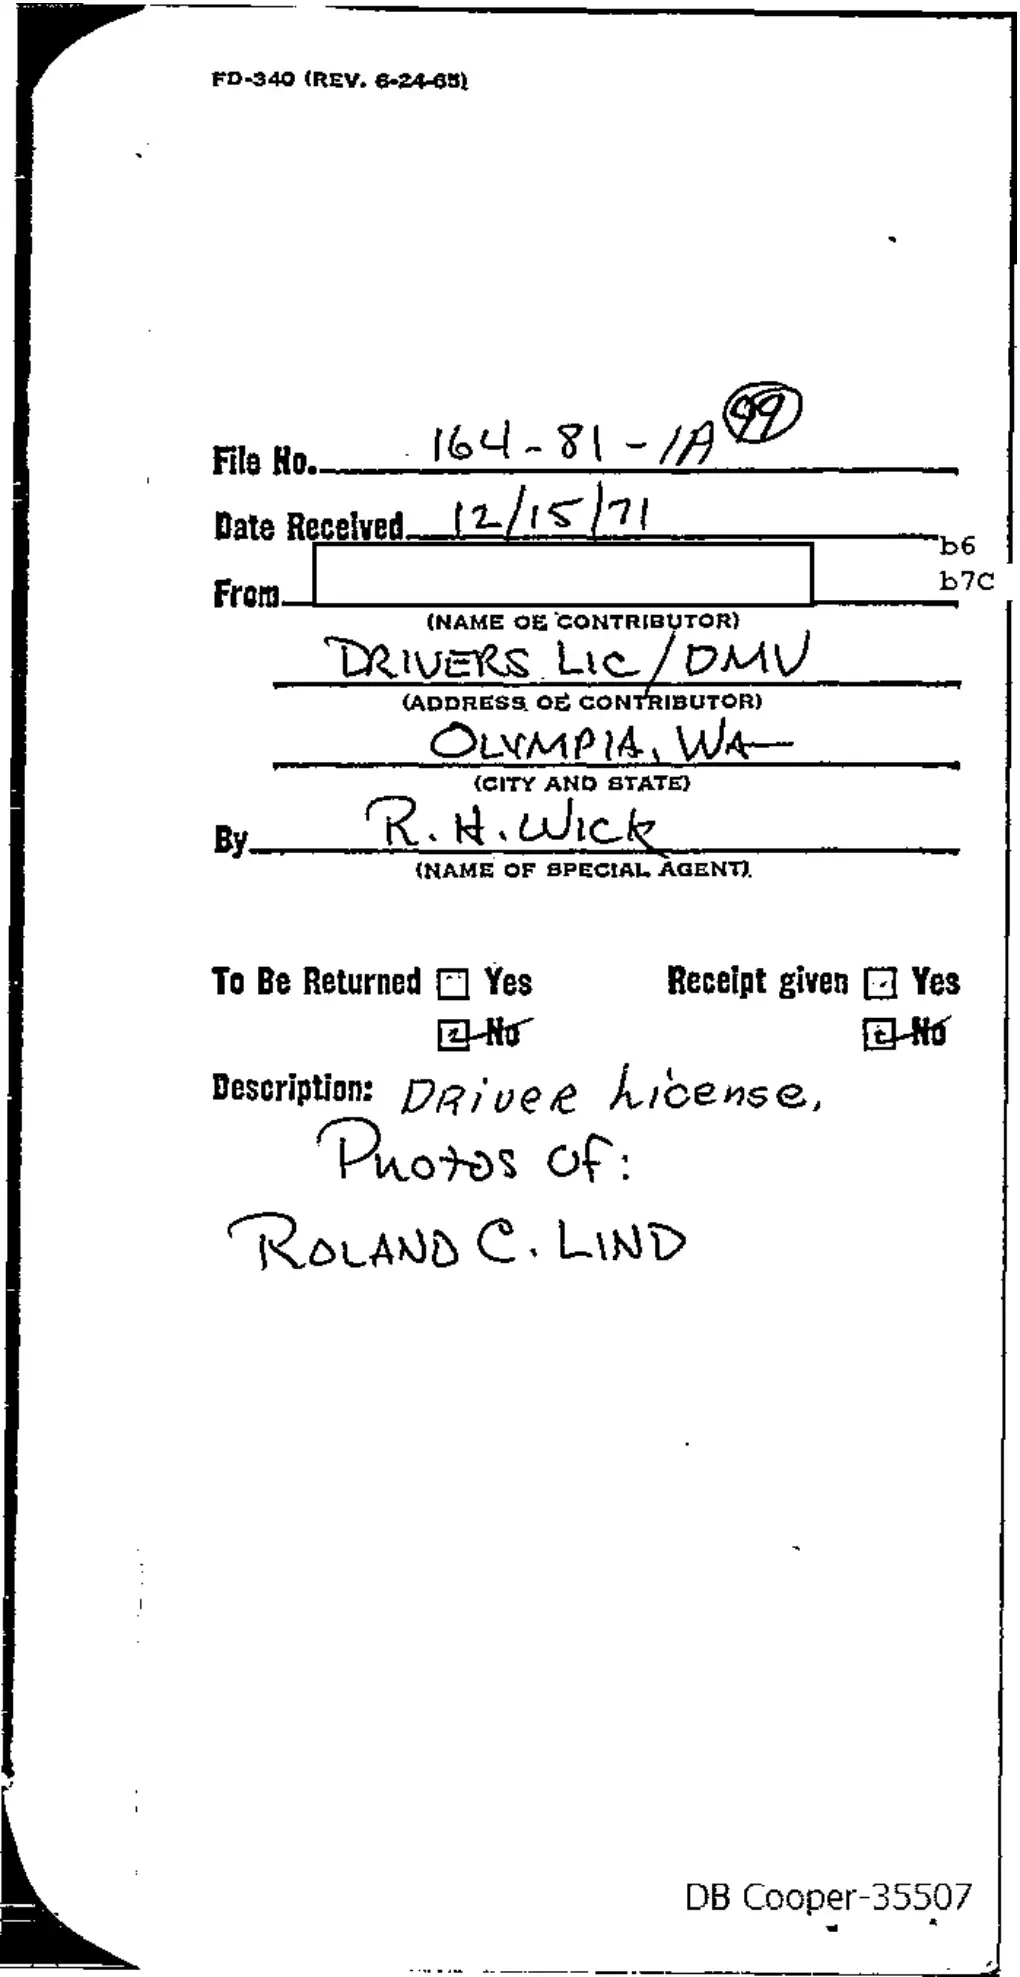 FD-340 (REV. 6-24-65)
File No. 164-81-1A 99
Date Received 12/15/71
b6
From b7C
(NAME OF CONTRIBUTOR)
DRIVERS LIC/DMV
(ADDRESS OF CONTRIBUTOR)
OLYMPIA, WA
(CITY AND STATE)
By R. H. WICK
(NAME OF SPECIAL AGENT)
To Be Returned Yes Receipt given Yes
No No
Description: DRIVER License,
PHOTOS OF:
ROLAND C. LIND
DB Cooper-35507